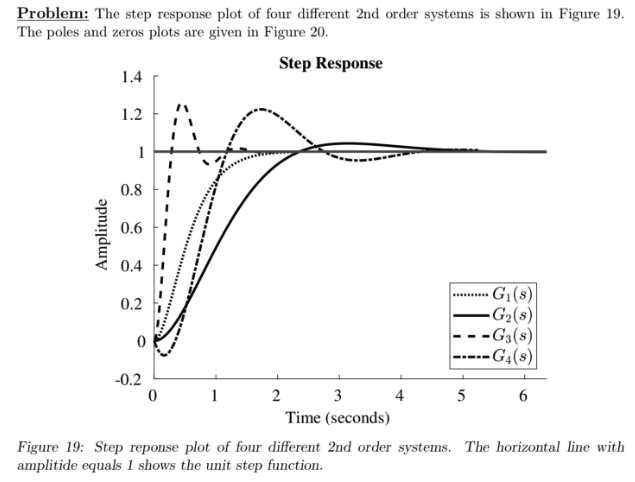 Problem: The step response plot of four different 2nd order systems is shown in Figure 19.
The poles and zeros plots are given in Figure 20.
Step Response
1.4
1.2
1
0.8
0.6
0.4
0.2
0
-0.2
Amplitude
G₁(s)
G₂(s)
G₃(s)
G₄(s)
0 1 2 3 4 5 6
Time (seconds)
Figure 19: Step reponse plot of four different 2nd order systems. The horizontal line with
amplitide equals 1 shows the unit step function.